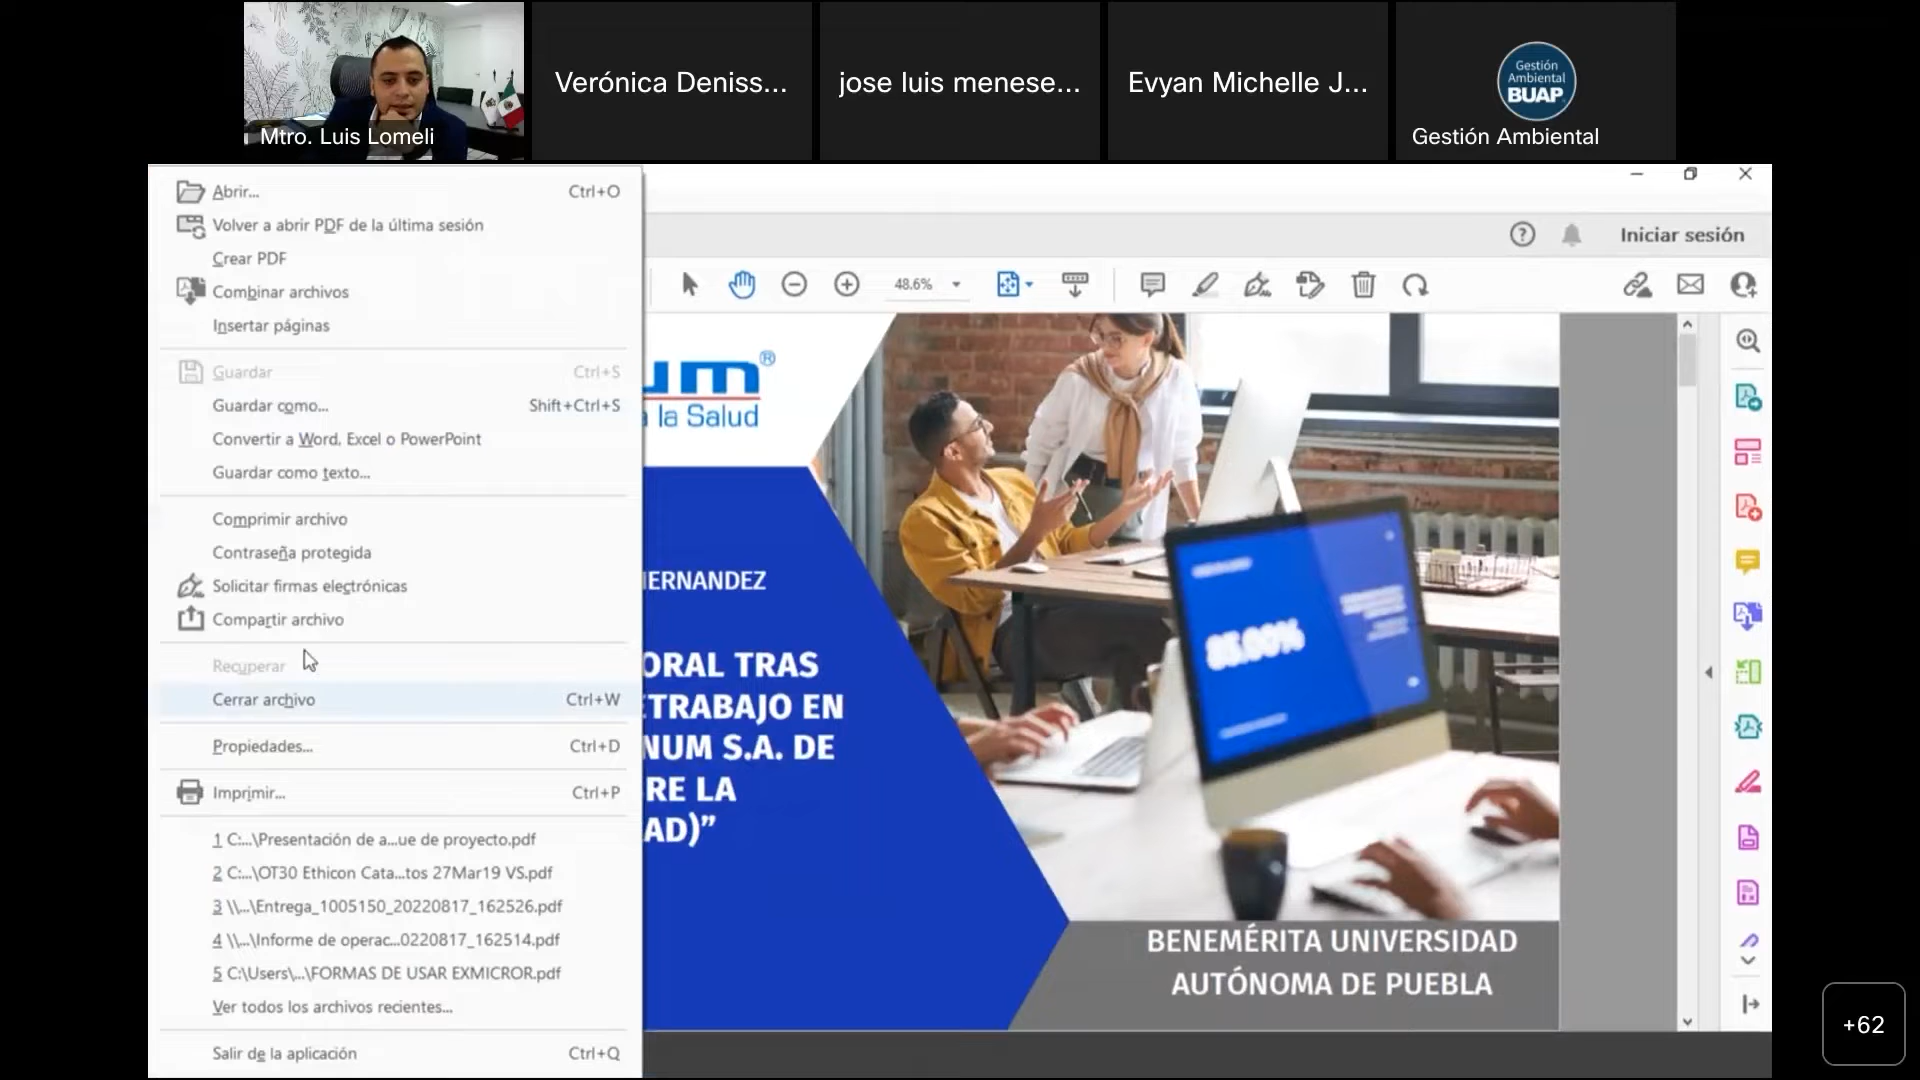 Verónica Deniss...
jose luis menese...
Evyan Michelle J...
Gestión
Ambiental
BUAP
Mtro. Luis Lomeli
Gestión Ambiental
Abrir... Ctrl+O
Volver a abrir PDF de la última sesión
Crear PDF
Combinar archivos
Insertar páginas
Guardar Ctrl+S
Guardar como... Shift+Ctrl+S
Convertir a Word, Excel o PowerPoint
Guardar como texto...
Comprimir archivo
Contraseña protegida
Solicitar firmas electrónicas
Compartir archivo
Recuperar
Cerrar archivo Ctrl+W
Propiedades... Ctrl+D
Imprimir... Ctrl+P
1 C:...\Presentación de a...ue de proyecto.pdf
2 C:...\OT30 Ethicon Cata...tos 27Mar19 VS.pdf
3 \\...\Entrega_1005150_20220817_162526.pdf
4 \\...\Informe de operac...0220817_162514.pdf
5 C:\Users\...\FORMAS DE USAR EXMICROR.pdf
Ver todos los archivos recientes...
Salir de la aplicación Ctrl+Q
Iniciar sesión
48.6%
um®
la Salud
HERNANDEZ
ORAL TRAS
ETRABAJO EN
NUM S.A. DE
RE LA
AD)”
85.00%
BENEMÉRITA UNIVERSIDAD
AUTÓNOMA DE PUEBLA
+62